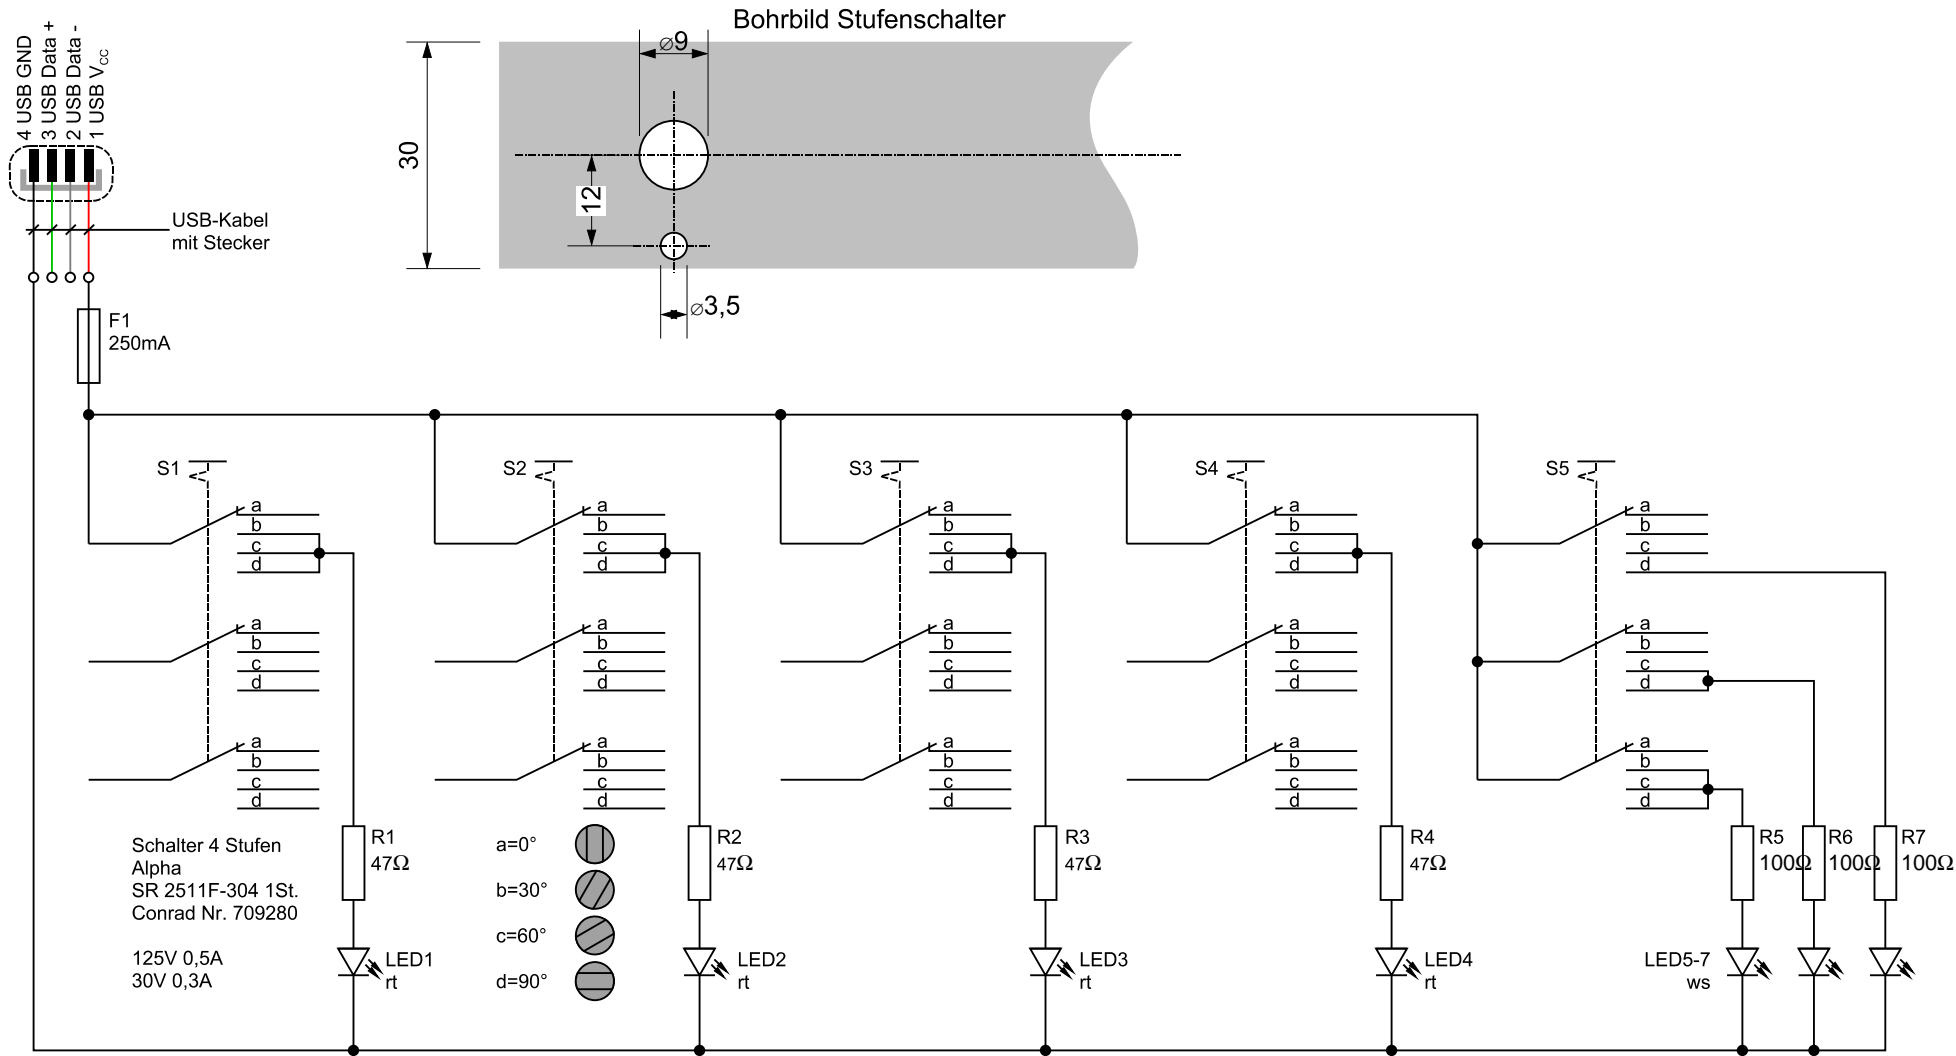 Bohrbild Stufenschalter
4 USB GND
3 USB Data +
2 USB Data -
1 USB VCC
⌀9
30
12
⌀3,5
USB-Kabel
mit Stecker
F1
250mA
S1
a
b
c
d
a
b
c
d
a
b
c
d
S2
a
b
c
d
a
b
c
d
a
b
c
d
S3
a
b
c
d
a
b
c
d
a
b
c
d
S4
a
b
c
d
a
b
c
d
a
b
c
d
S5
a
b
c
d
a
b
c
d
a
b
c
d
Schalter 4 Stufen
Alpha
SR 2511F-304 1St.
Conrad Nr. 709280
125V 0,5A
30V 0,3A
R1
47Ω
LED1
rt
a=0°
b=30°
c=60°
d=90°
R2
47Ω
LED2
rt
R3
47Ω
LED3
rt
R4
47Ω
LED4
rt
R5
100Ω
R6
100Ω
R7
100Ω
LED5-7
ws